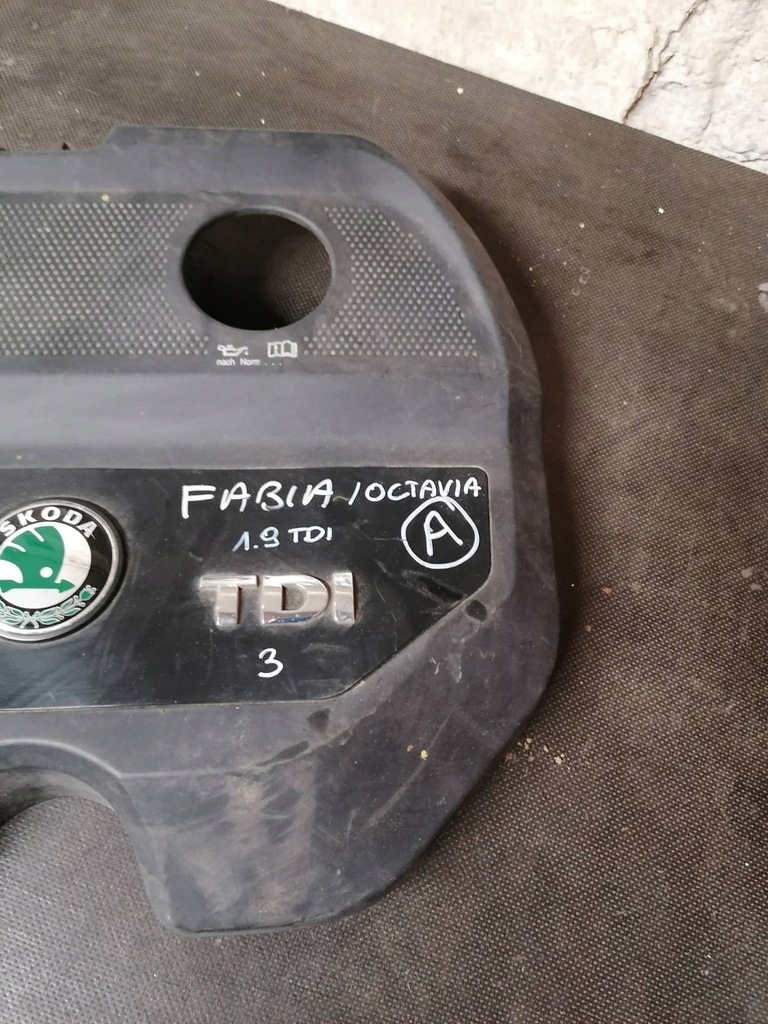 nach Norm ...
FABIA/OCTAVIA
1.9 TDI
A
SKODA
TDI
3